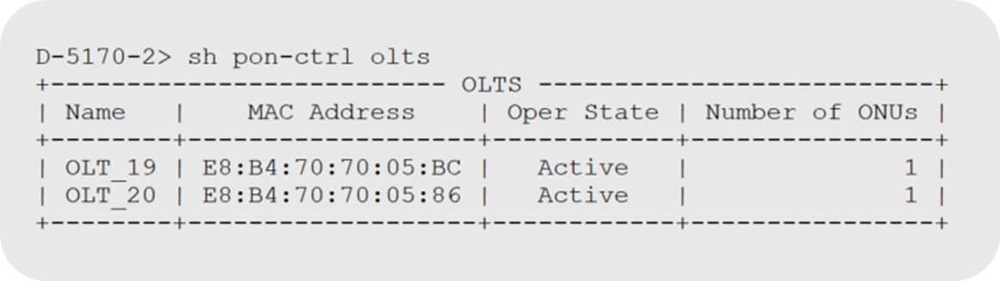 D-5170-2> sh pon-ctrl olts
+-------------------------- OLTS --------------------------+
| Name   |    MAC Address    | Oper State | Number of ONUs |
+--------+-------------------+------------+----------------+
| OLT_19 | E8:B4:70:70:05:BC |   Active   |              1 |
| OLT_20 | E8:B4:70:70:05:86 |   Active   |              1 |
+--------+-------------------+------------+----------------+